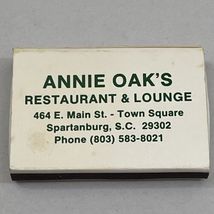 ANNIE OAK'S
RESTAURANT & LOUNGE
464 E. Main St. - Town Square
Spartanburg, S.C. 29302
Phone (803) 583-8021